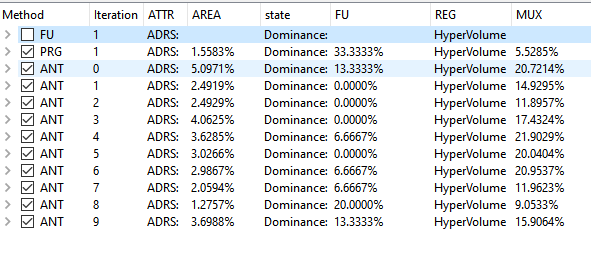 Method Iteration ATTR AREA state FU REG MUX
FU 1 ADRS: Dominance: HyperVolume
PRG 1 ADRS: 1.5583% Dominance: 33.3333% HyperVolume 5.5285%
ANT 0 ADRS: 5.0971% Dominance: 13.3333% HyperVolume 20.7214%
ANT 1 ADRS: 2.4919% Dominance: 0.0000% HyperVolume 14.9295%
ANT 2 ADRS: 2.4929% Dominance: 0.0000% HyperVolume 11.8957%
ANT 3 ADRS: 4.0625% Dominance: 0.0000% HyperVolume 17.4324%
ANT 4 ADRS: 3.6285% Dominance: 6.6667% HyperVolume 21.9029%
ANT 5 ADRS: 3.0266% Dominance: 0.0000% HyperVolume 20.0404%
ANT 6 ADRS: 2.9867% Dominance: 6.6667% HyperVolume 20.9537%
ANT 7 ADRS: 2.0594% Dominance: 6.6667% HyperVolume 11.9623%
ANT 8 ADRS: 1.2757% Dominance: 20.0000% HyperVolume 9.0533%
ANT 9 ADRS: 3.6988% Dominance: 13.3333% HyperVolume 15.9064%